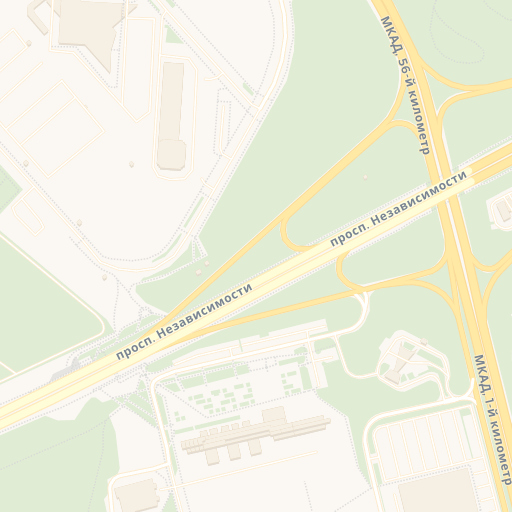 МКАД, 56-й километр
просп. Независимости
просп. Независимости
просп. Независимости
МКАД, 1-й километр